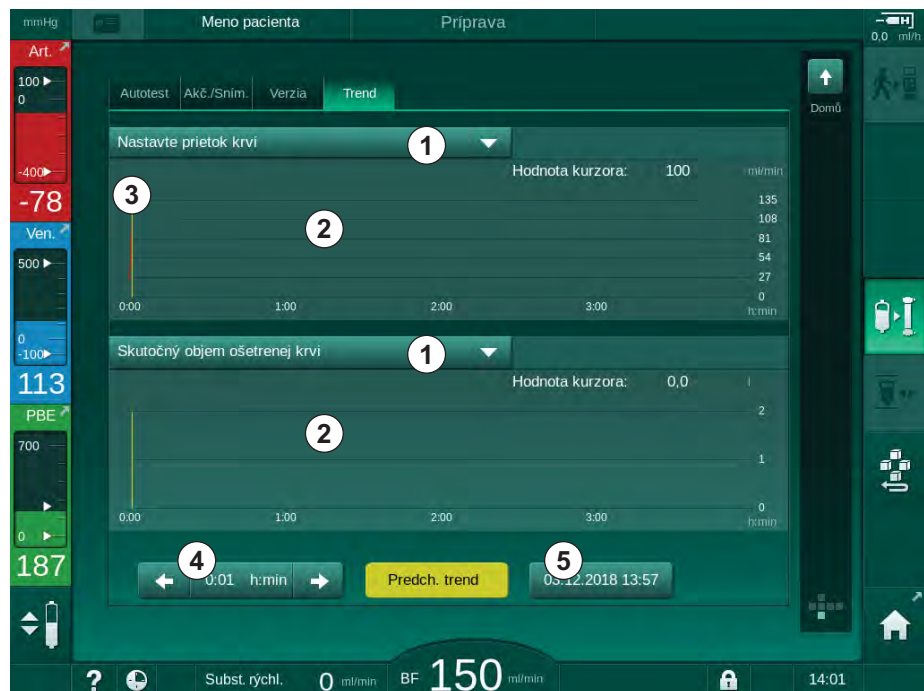 mmHg
Meno pacienta
Príprava
0,0 ml/h
Art.
100
0
-400
-78
Ven.
500
0
-100
113
PBE
700
0
187
Autotest Akč./Sním. Verzia Trend
Domů
Nastavte prietok krvi 1
Hodnota kurzora: 100 ml/min
3
2
135
108
81
54
27
0
0:00 1:00 2:00 3:00 h:min
Skutočný objem ošetrenej krvi 1
Hodnota kurzora: 0,0 l
2
2
1
0
0:00 1:00 2:00 3:00 h:min
4
5
0:01 h:min
Predch. trend
03.12.2018 13:57
? Subst. rýchl. 0 ml/min BF 150 ml/min 14:01